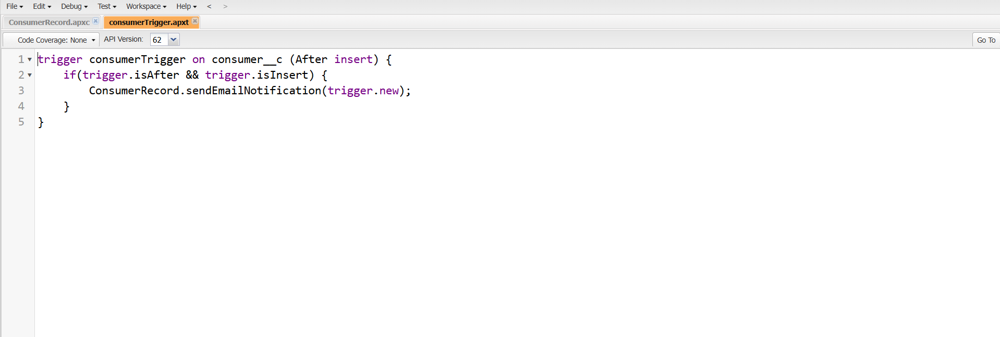 File Edit Debug Test Workspace Help < >
ConsumerRecord.apxc consumerTrigger.apxt
Code Coverage: None API Version: 62 Go To
1 trigger consumerTrigger on consumer__c (After insert) {
2 if(trigger.isAfter && trigger.isInsert) {
3 ConsumerRecord.sendEmailNotification(trigger.new);
4 }
5 }